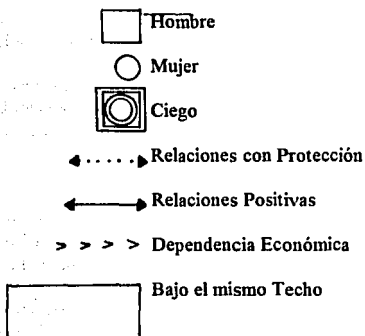 Hombre
Mujer
Ciego
Relaciones con Protección
Relaciones Positivas
Dependencia Económica
Bajo el mismo Techo